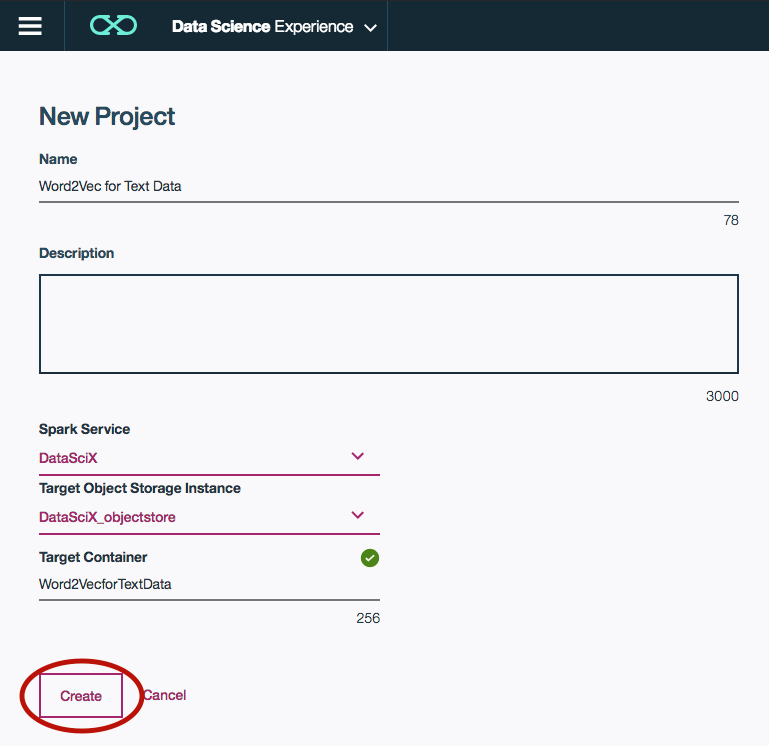 Data Science Experience
New Project
Name
Word2Vec for Text Data
78
Description
3000
Spark Service
DataSciX
Target Object Storage Instance
DataSciX_objectstore
Target Container
Word2VecforTextData
256
Create Cancel